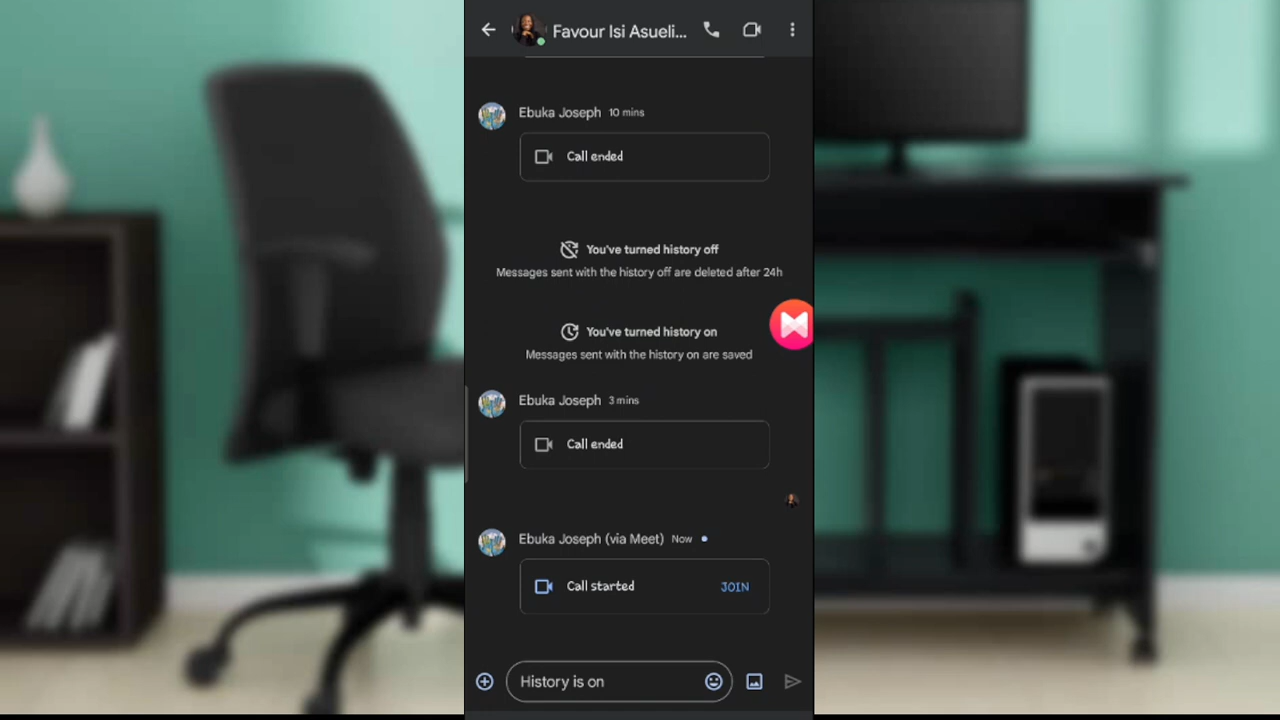 Favour Isi Asueli...
Ebuka Joseph 10 mins
Call ended
You've turned history off
Messages sent with the history off are deleted after 24h
You've turned history on
Messages sent with the history on are saved
Ebuka Joseph 3 mins
Call ended
Ebuka Joseph (via Meet) Now
Call started JOIN
History is on